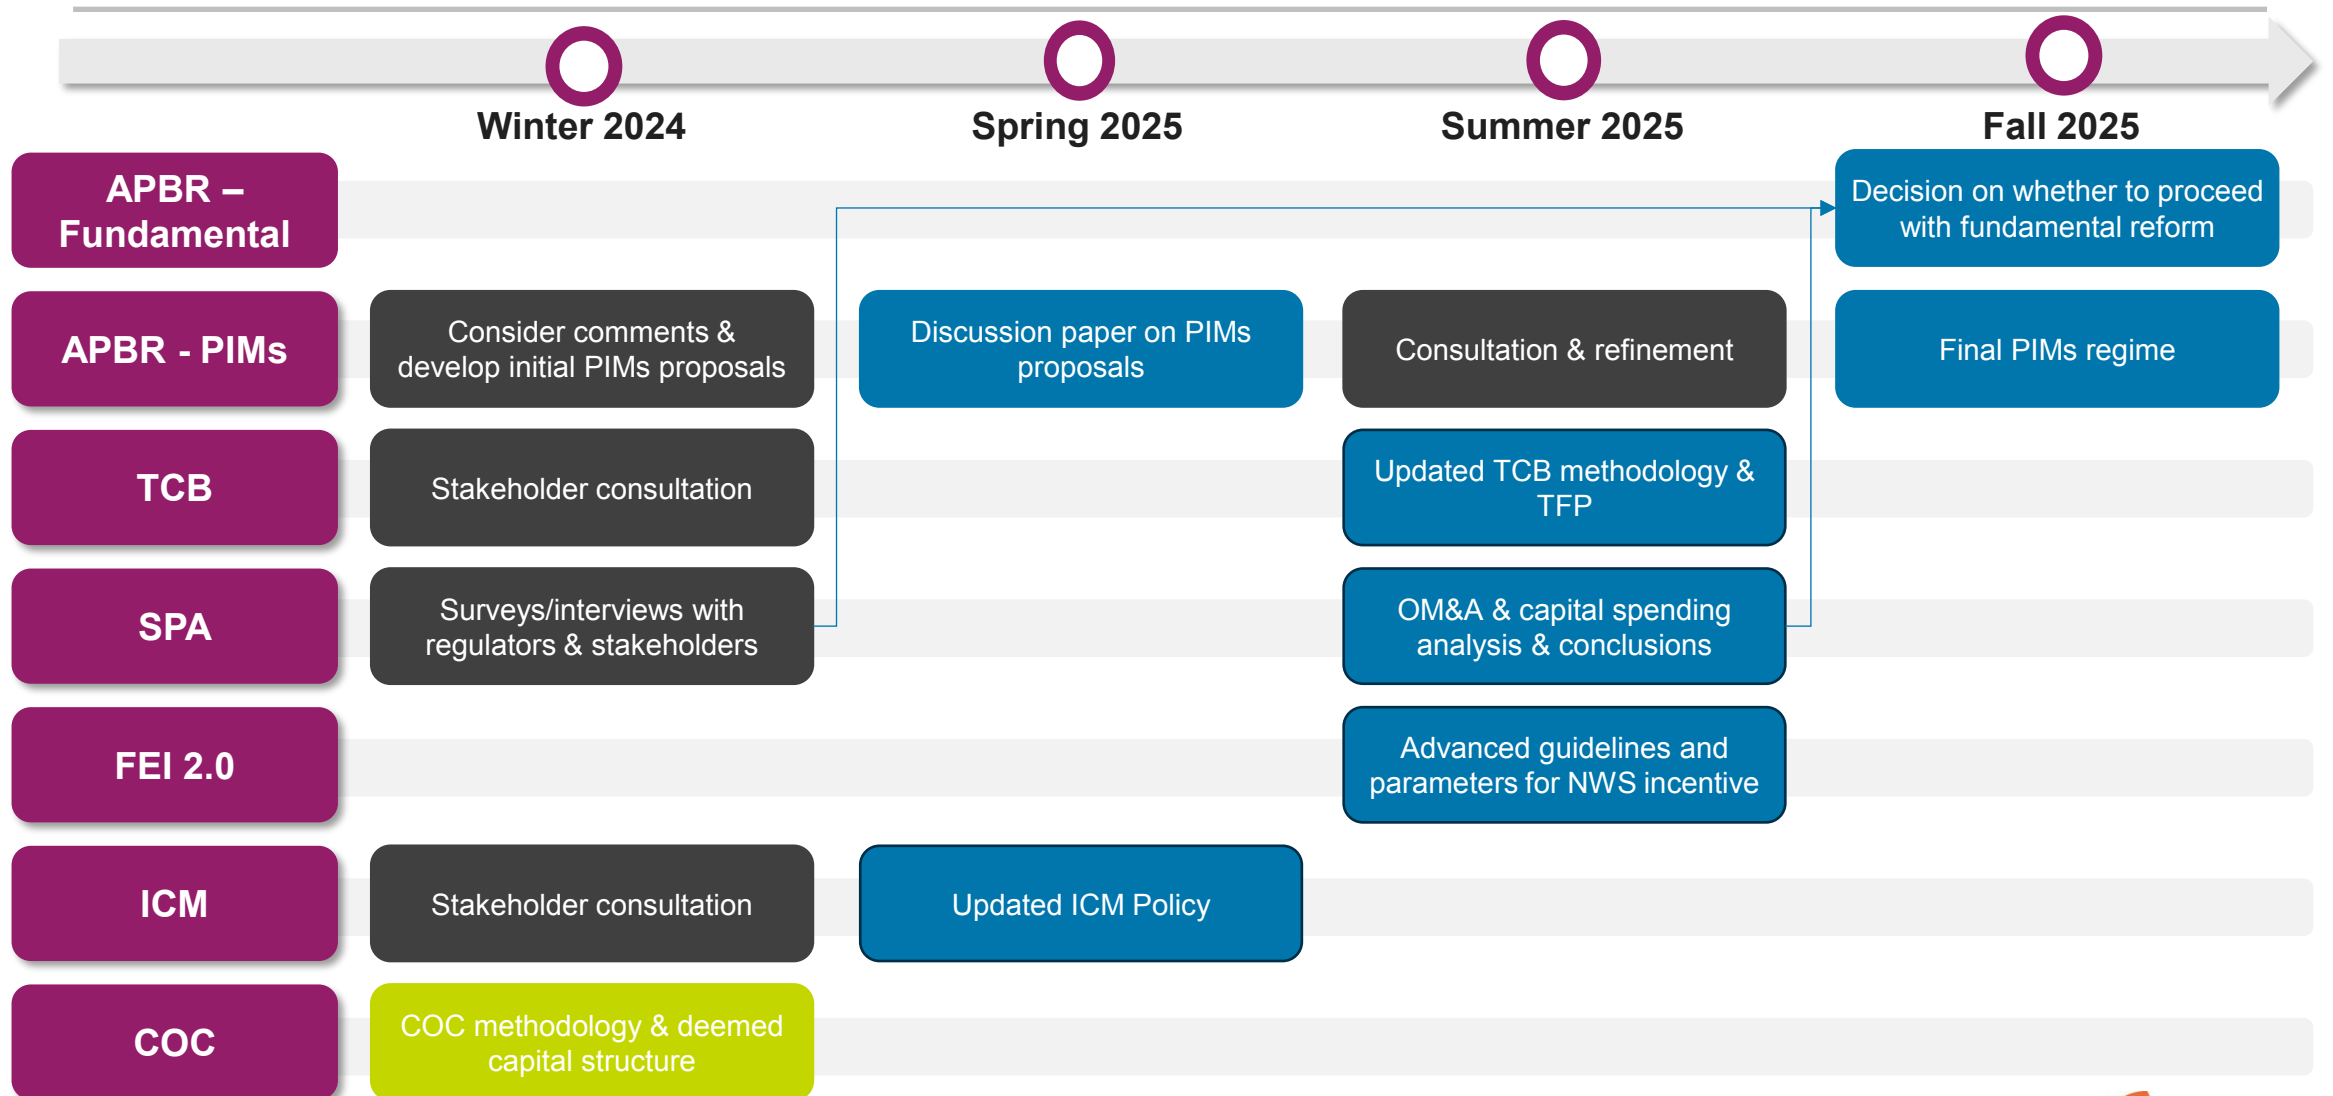 Winter 2024
Spring 2025
Summer 2025
Fall 2025
APBR –
Fundamental
Decision on whether to proceed
with fundamental reform
APBR - PIMs
Consider comments &
develop initial PIMs proposals
Discussion paper on PIMs
proposals
Consultation & refinement
Final PIMs regime
TCB
Stakeholder consultation
Updated TCB methodology &
TFP
SPA
Surveys/interviews with
regulators & stakeholders
OM&A & capital spending
analysis & conclusions
FEI 2.0
Advanced guidelines and
parameters for NWS incentive
ICM
Stakeholder consultation
Updated ICM Policy
COC
COC methodology & deemed
capital structure